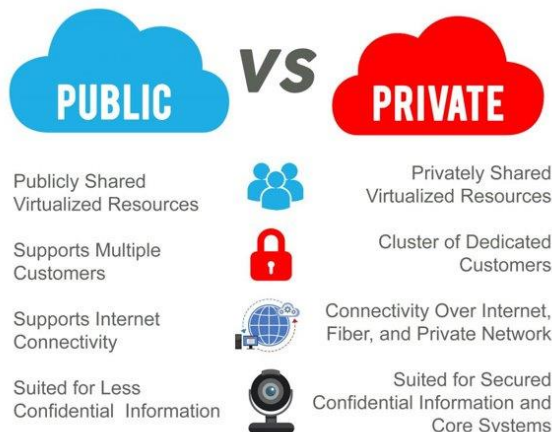 PUBLIC
VS
PRIVATE
Publicly Shared
Virtualized Resources
Privately Shared
Virtualized Resources
Supports Multiple
Customers
Cluster of Dedicated
Customers
Supports Internet
Connectivity
Connectivity Over Internet,
Fiber, and Private Network
Suited for Less
Confidential Information
Suited for Secured
Confidential Information and
Core Systems